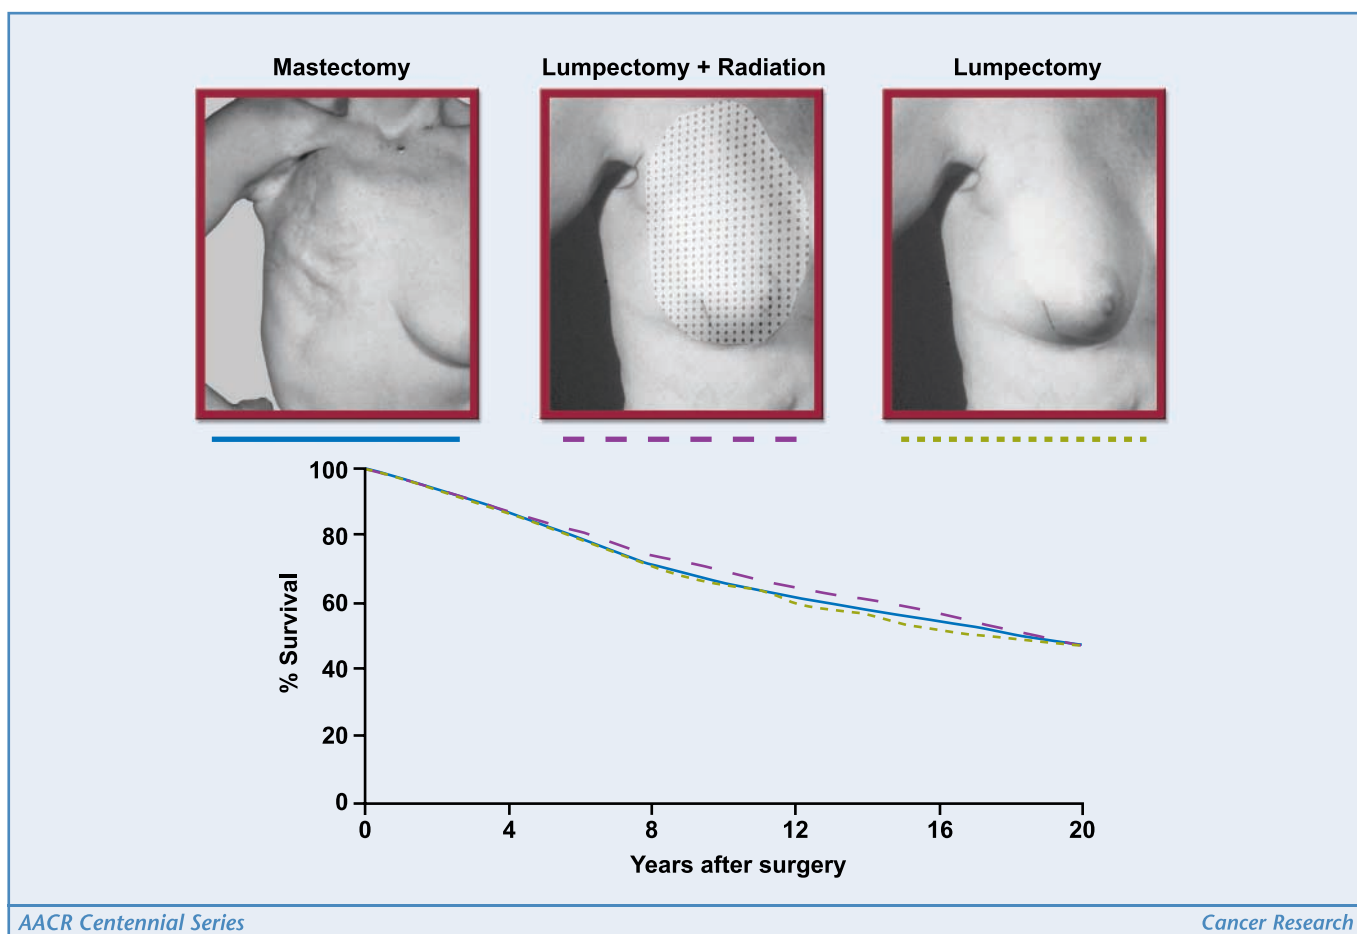 Mastectomy
Lumpectomy + Radiation
Lumpectomy
100
80
60
40
20
0
% Survival
0 4 8 12 16 20
Years after surgery
AACR Centennial Series
Cancer Research